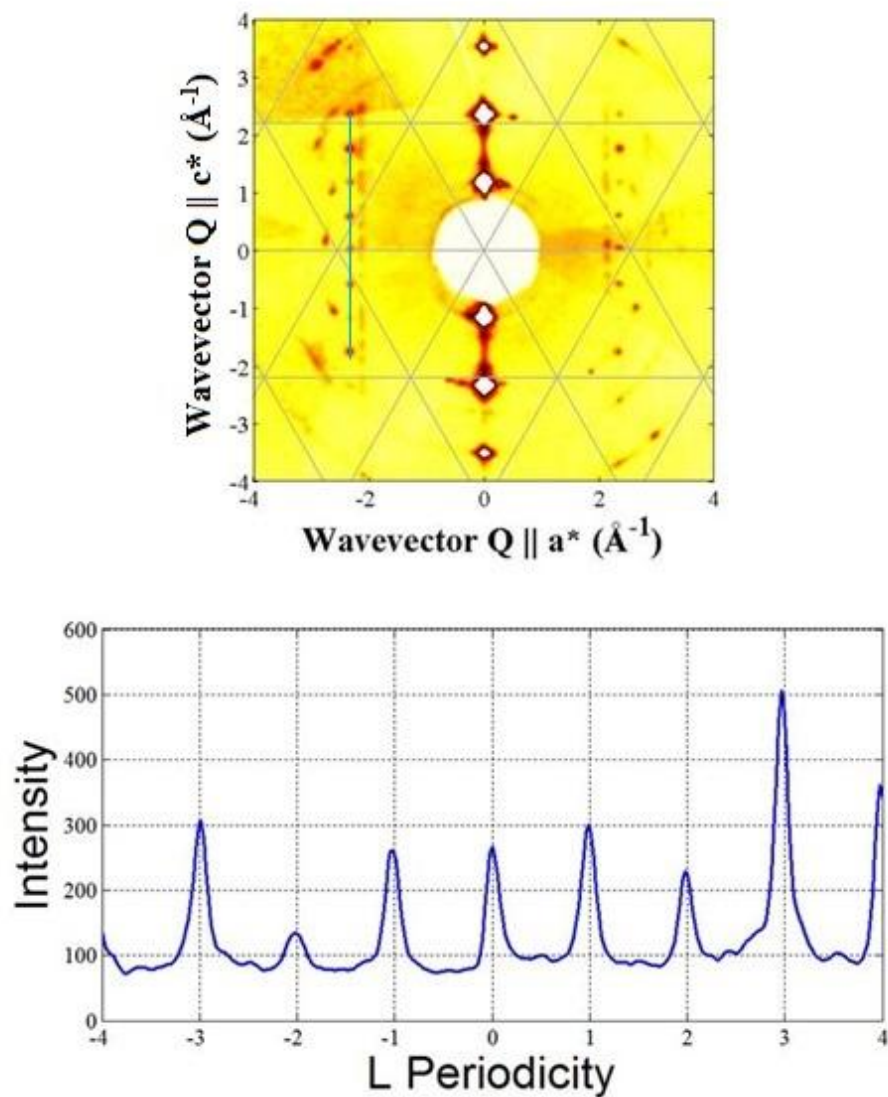 4
3
2
1
0
-1
-2
-3
-4
-4 -2 0 2 4
Wavevector Q || c* (Å-1)
Wavevector Q || a* (Å-1)
600
500
400
300
200
100
0
-4 -3 -2 -1 0 1 2 3 4
Intensity
L Periodicity